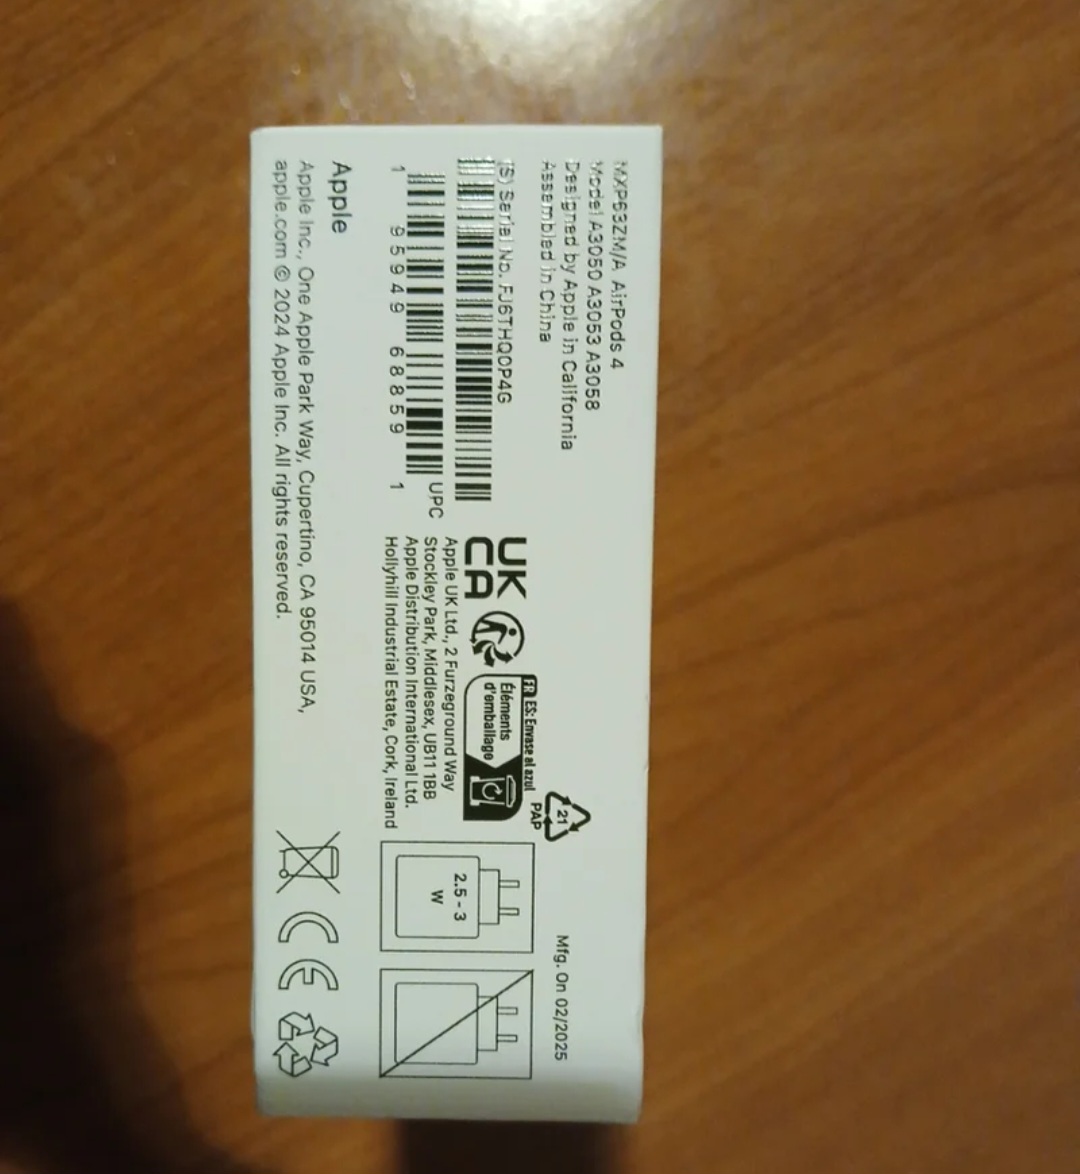 MXP63ZM/A AirPods 4
Model A3050 A3053 A3058
Designed by Apple in California
Assembled in China
(S) Serial No. FJ6THQ0P4G
UPC
1 95949 68859 1
Apple
Apple Inc., One Apple Park Way, Cupertino, CA 95014 USA,
apple.com © 2024 Apple Inc. All rights reserved.
UK
CA
FR ES: Envase al azul
Éléments
d'emballage
21
PAP
Apple UK Ltd., 2 Furzeground Way
Stockley Park, Middlesex, UB11 1BB
Apple Distribution International Ltd.
Hollyhill Industrial Estate, Cork, Ireland
Mfg. On 02/2025
2.5 - 3
W
CE